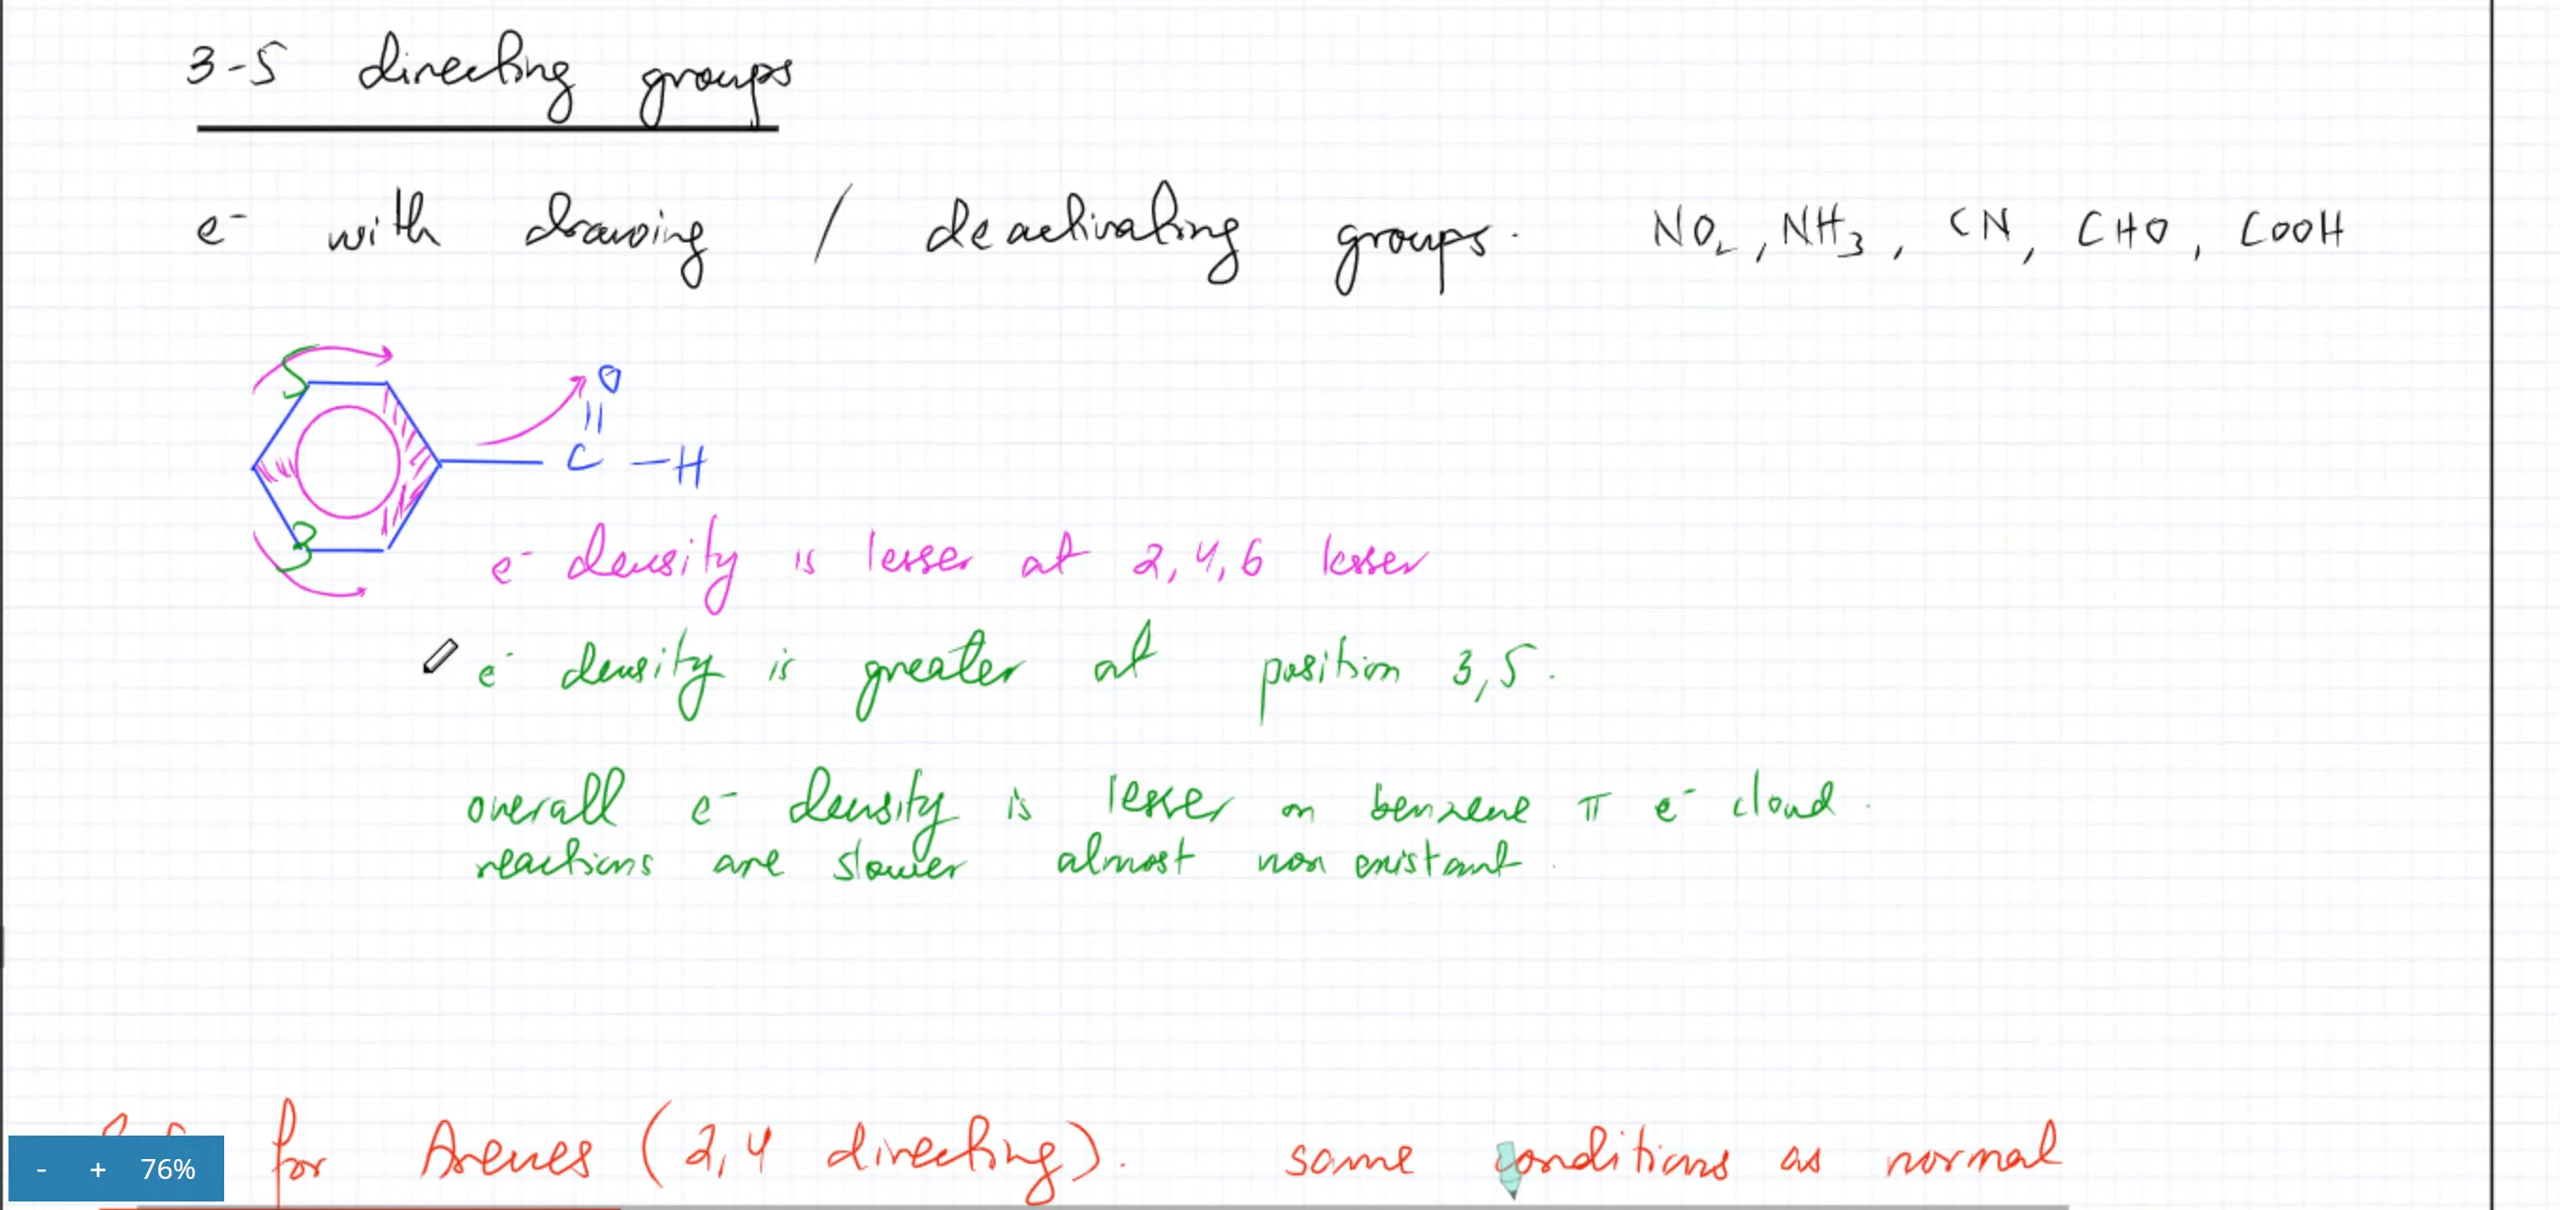 3-5 directing groups
e⁻ with drawing / deactivating groups. NO₂, NH₃, CN, CHO, COOH
5
O
C - H
3
e⁻ density is lesser at 2,4,6 lesser
e⁻ density is greater at position 3,5.
overall e⁻ density is lesser on benzene π e⁻ cloud.
reactions are slower almost non existant.
for Arenes (2,4 directing). same conditions as normal
- + 76%